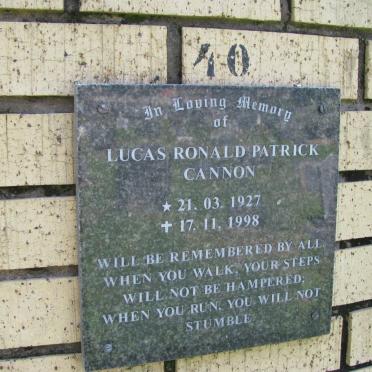 40
In Loving Memory
of
LUCAS RONALD PATRICK
CANNON
★ 21. 03. 1927
✝ 17. 11. 1998
WILL BE REMEMBERED BY ALL
WHEN YOU WALK, YOUR STEPS
WILL NOT BE HAMPERED;
WHEN YOU RUN, YOU WILL NOT
STUMBLE